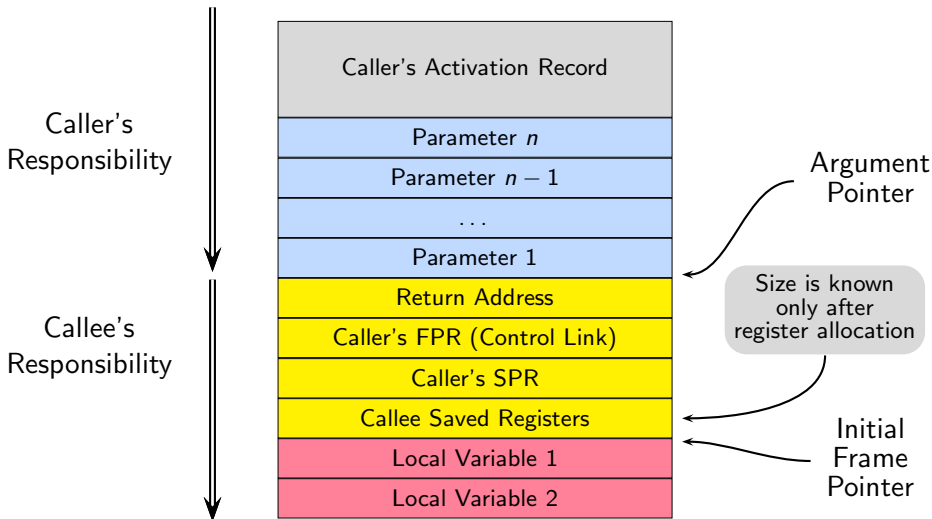 Caller's Activation Record
Parameter n
Parameter n − 1
. . .
Parameter 1
Return Address
Caller's FPR (Control Link)
Caller's SPR
Callee Saved Registers
Local Variable 1
Local Variable 2
Caller's
Responsibility
Callee's
Responsibility
Argument
Pointer
Size is known
only after
register allocation
Initial
Frame
Pointer